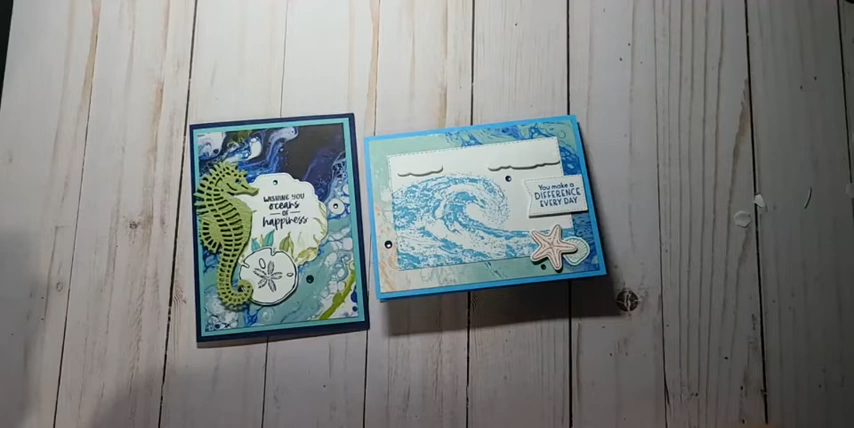 WISHING YOU
oceans
OF
happiness
You make a
DIFFERENCE
EVERY DAY